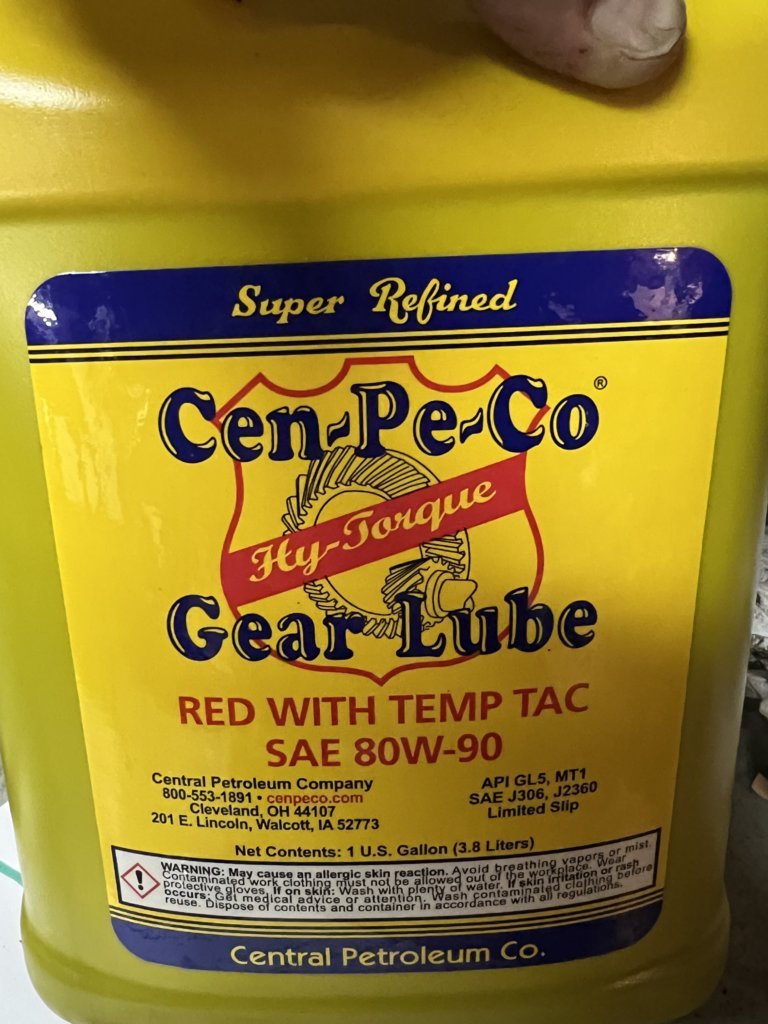 Super Refined
Cen-Pe-Co®
Hy-Torque
Gear Lube
RED WITH TEMP TAC
SAE 80W-90
Central Petroleum Company
800-553-1891 • cenpeco.com
Cleveland, OH 44107
201 E. Lincoln, Walcott, IA 52773
API GL5, MT1
SAE J306, J2360
Limited Slip
Net Contents: 1 U.S. Gallon (3.8 Liters)
WARNING: May cause an allergic skin reaction. Avoid breathing vapors or mist.
Contaminated work clothing must not be allowed out of the workplace. Wear
protective gloves. If on skin: Wash with plenty of water. If skin irritation or rash
occurs: Get medical advice or attention. Wash contaminated clothing before
reuse. Dispose of contents and container in accordance with all regulations.
Central Petroleum Co.